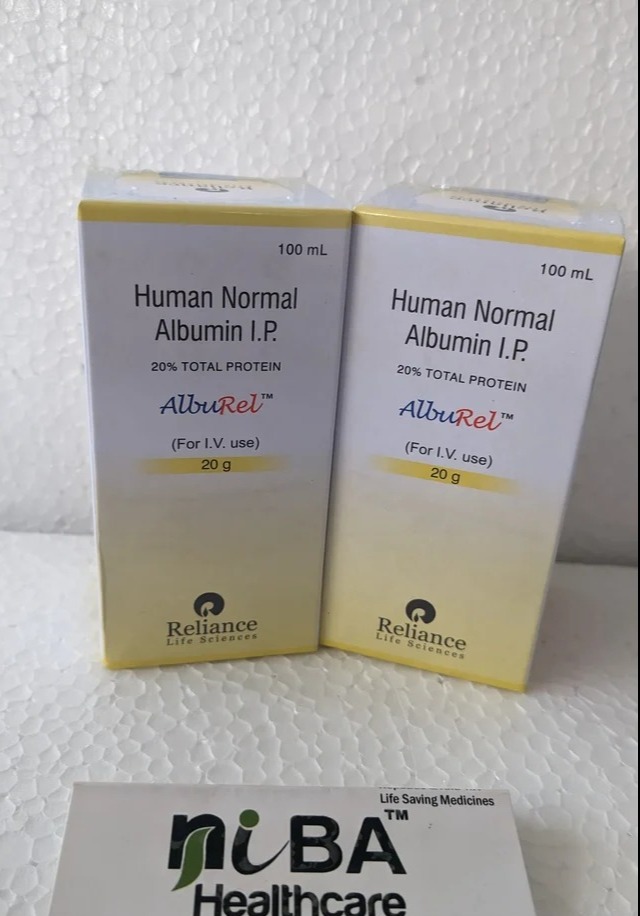 100 mL
Human Normal
Albumin I.P.
20% TOTAL PROTEIN
AlbuRel™
(For I.V. use)
20 g
Reliance
Life Sciences
100 mL
Human Normal
Albumin I.P.
20% TOTAL PROTEIN
AlbuRel™
(For I.V. use)
20 g
Reliance
Life Sciences
Life Saving Medicines
niBA™
Healthcare